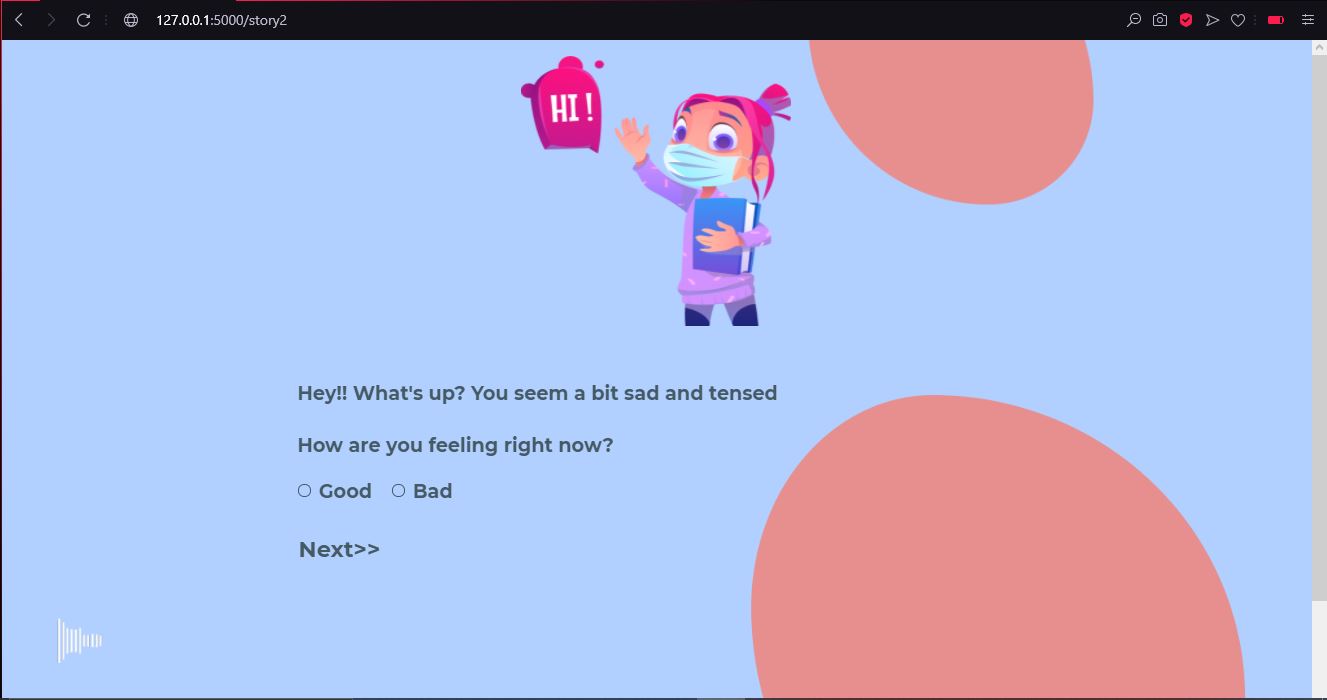 127.0.0.1:5000/story2
HI !
Hey!! What's up? You seem a bit sad and tensed
How are you feeling right now?
Good Bad
Next>>